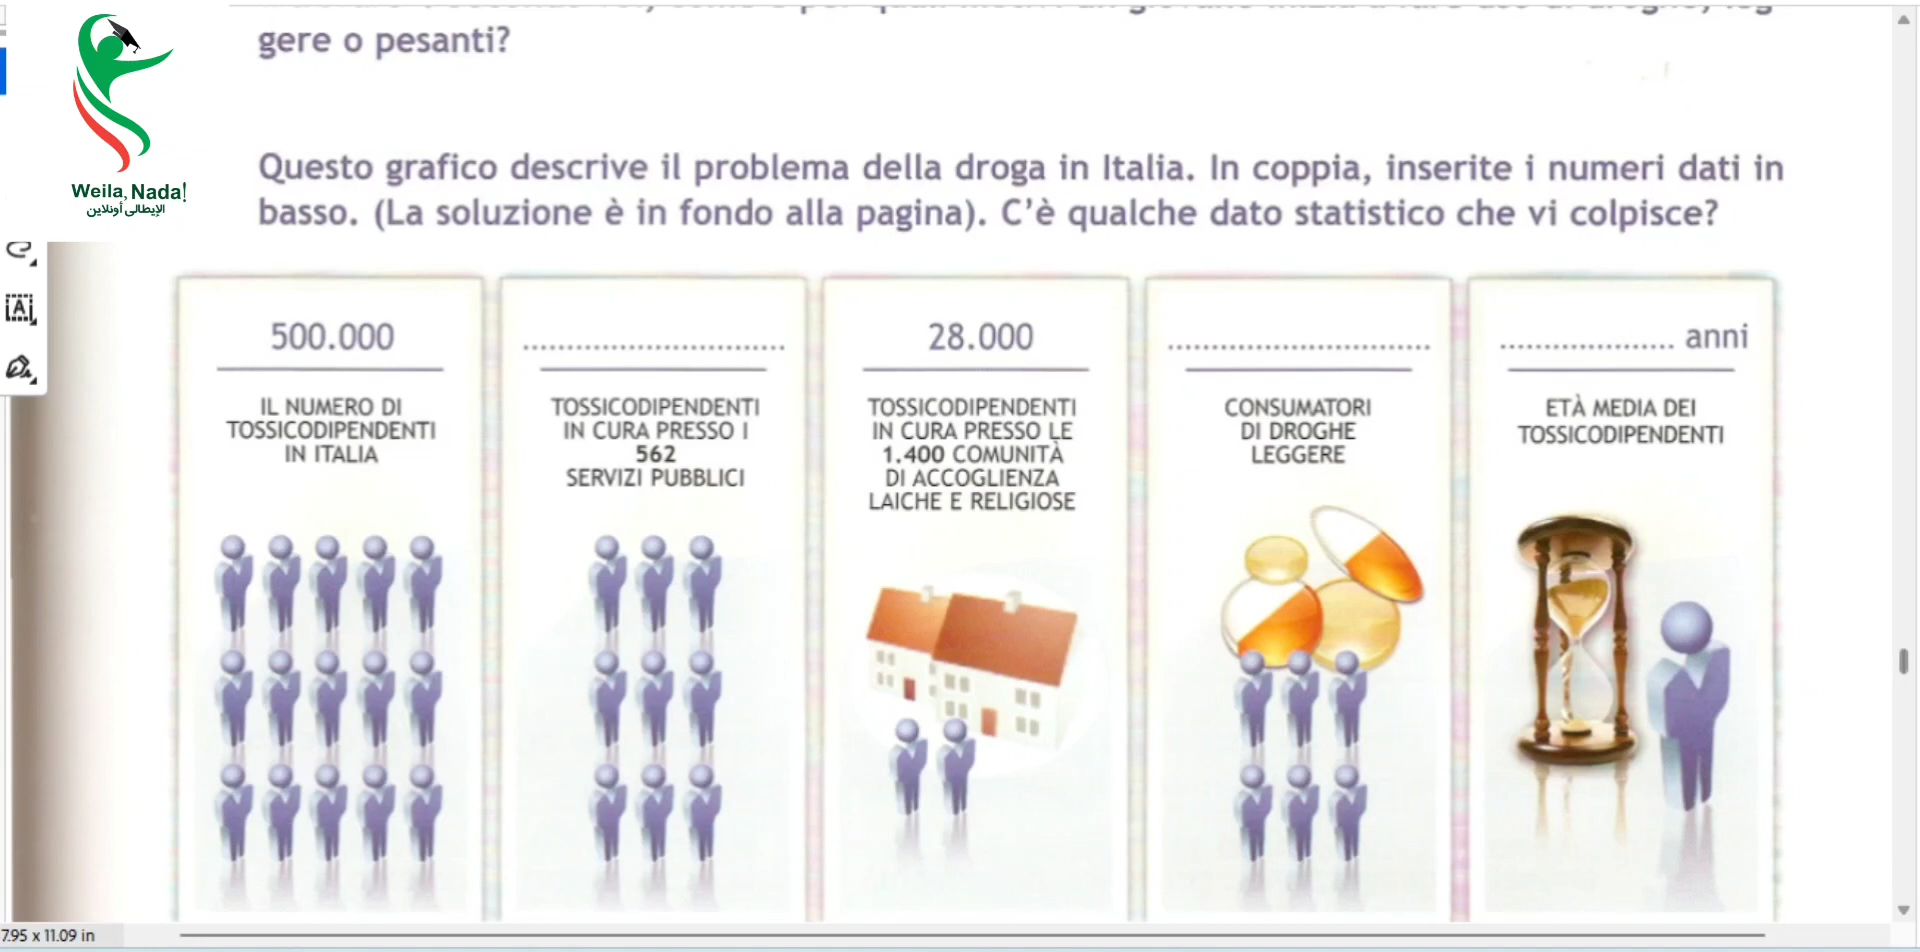 gere o pesanti?
Weila, Nada!
الإيطالى أونلاين
Questo grafico descrive il problema della droga in Italia. In coppia, inserite i numeri dati in
basso. (La soluzione è in fondo alla pagina). C'è qualche dato statistico che vi colpisce?
500.000
IL NUMERO DI
TOSSICODIPENDENTI
IN ITALIA
..............................
TOSSICODIPENDENTI
IN CURA PRESSO I
562
SERVIZI PUBBLICI
28.000
TOSSICODIPENDENTI
IN CURA PRESSO LE
1.400 COMUNITÀ
DI ACCOGLIENZA
LAICHE E RELIGIOSE
..............................
CONSUMATORI
DI DROGHE
LEGGERE
.................... anni
ETÀ MEDIA DEI
TOSSICODIPENDENTI
7.95 x 11.09 in